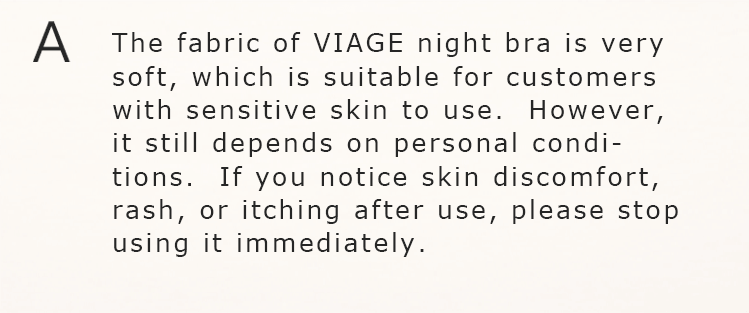 A
The fabric of VIAGE night bra is very
soft, which is suitable for customers
with sensitive skin to use.  However,
it still depends on personal condi-
tions.  If you notice skin discomfort,
rash, or itching after use, please stop
using it immediately.